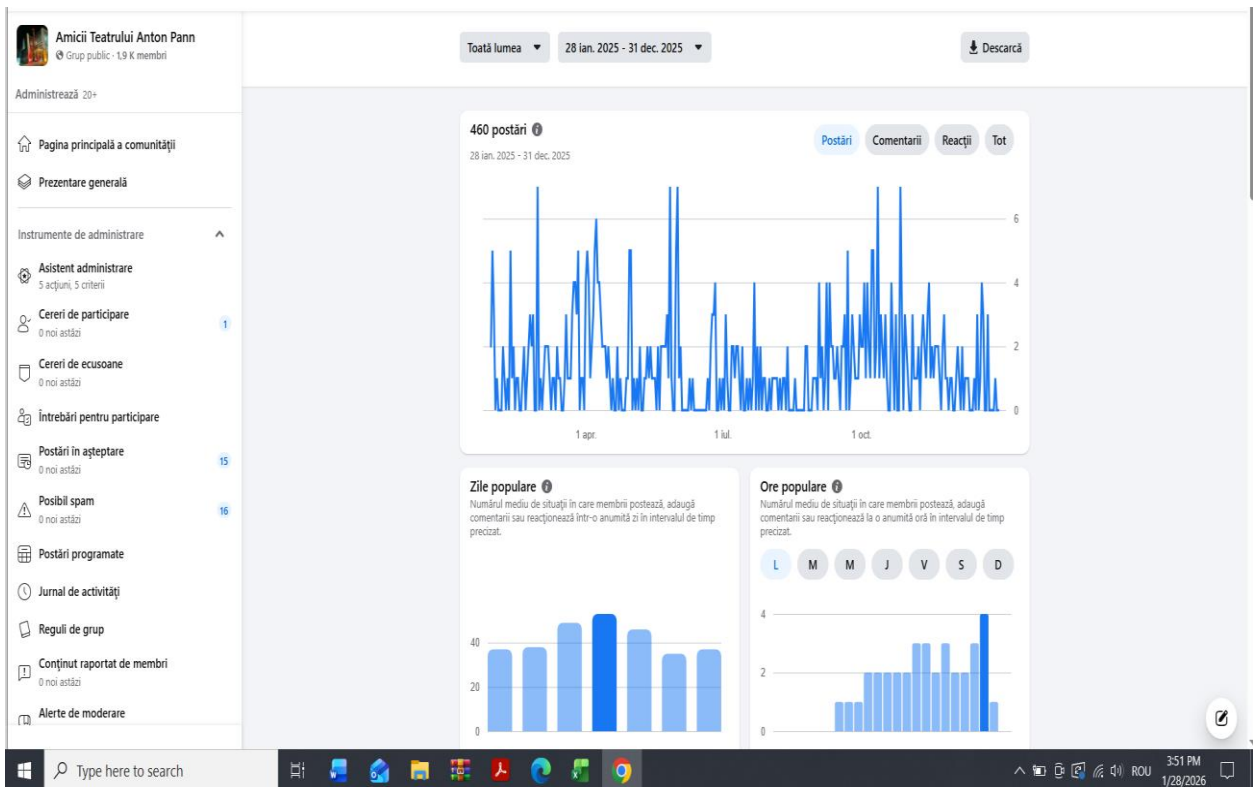 Amicii Teatrului Anton Pann
Grup public · 1,9 K membri
Administrează 20+
Pagina principală a comunității
Prezentare generală
Instrumente de administrare
Asistent administrare
5 acțiuni, 5 criterii
Cereri de participare
0 noi astăzi
1
Cereri de ecusoane
0 noi astăzi
Întrebări pentru participare
Postări în așteptare
0 noi astăzi
15
Posibil spam
0 noi astăzi
16
Postări programate
Jurnal de activități
Reguli de grup
Conținut raportat de membri
0 noi astăzi
Alerte de moderare
Toată lumea
28 ian. 2025 - 31 dec. 2025
Descarcă
460 postări
28 ian. 2025 - 31 dec. 2025
Postări Comentarii Reacții Tot
6
4
2
0
1 apr. 1 iul. 1 oct.
Zile populare
Numărul mediu de situații în care membrii postează, adaugă
comentarii sau reacționează într-o anumită zi în intervalul de timp
precizat.
40
20
0
Ore populare
Numărul mediu de situații în care membrii postează, adaugă
comentarii sau reacționează la o anumită oră în intervalul de timp
precizat.
L M M J V S D
4
2
0
Type here to search
ROU
3:51 PM
1/28/2026